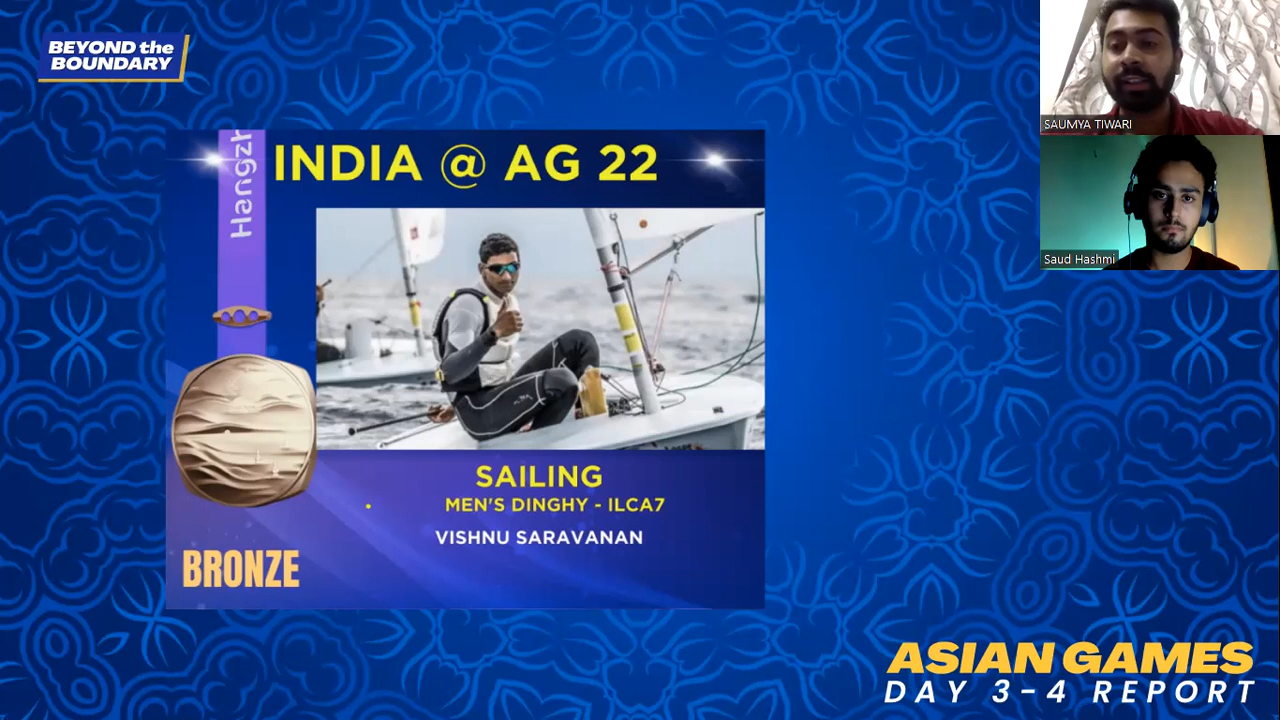 BEYOND the
BOUNDARY
SAUMYA TIWARI
Saud Hashmi
INDIA @ AG 22
SAILING
MEN'S DINGHY - ILCA7
VISHNU SARAVANAN
BRONZE
ASIAN GAMES
DAY 3-4 REPORT